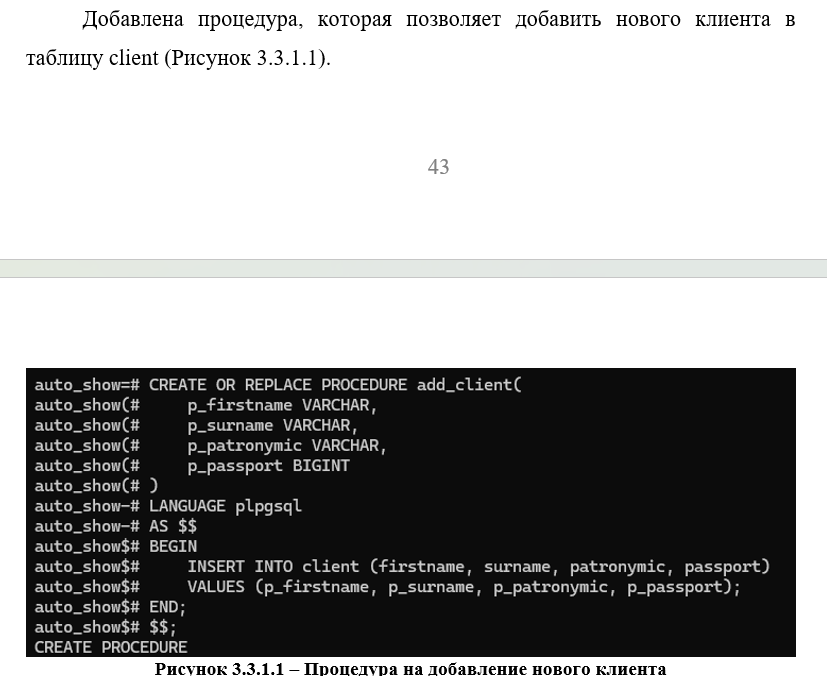 Добавлена процедура, которая позволяет добавить нового клиента в
таблицу client (Рисунок 3.3.1.1).
43
auto_show=# CREATE OR REPLACE PROCEDURE add_client(
auto_show(#     p_firstname VARCHAR,
auto_show(#     p_surname VARCHAR,
auto_show(#     p_patronymic VARCHAR,
auto_show(#     p_passport BIGINT
auto_show(# )
auto_show-# LANGUAGE plpgsql
auto_show-# AS $$
auto_show$# BEGIN
auto_show$#     INSERT INTO client (firstname, surname, patronymic, passport)
auto_show$#     VALUES (p_firstname, p_surname, p_patronymic, p_passport);
auto_show$# END;
auto_show$# $$;
CREATE PROCEDURE
Рисунок 3.3.1.1 – Процедура на добавление нового клиента